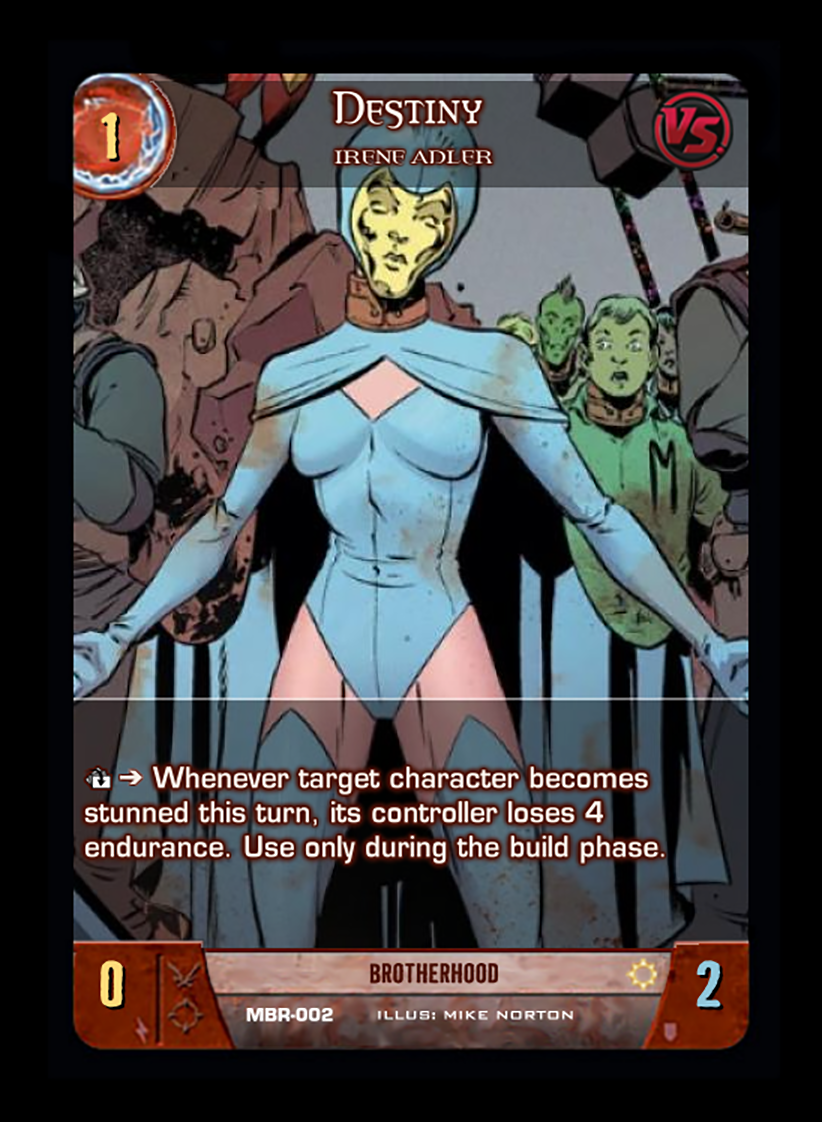 1
DESTINY
VS.
IRENE ADLER
M
➔ Whenever target character becomes
stunned this turn, its controller loses 4
endurance. Use only during the build phase.
0
BROTHERHOOD
2
MBR-002 ILLUS: MIKE NORTON